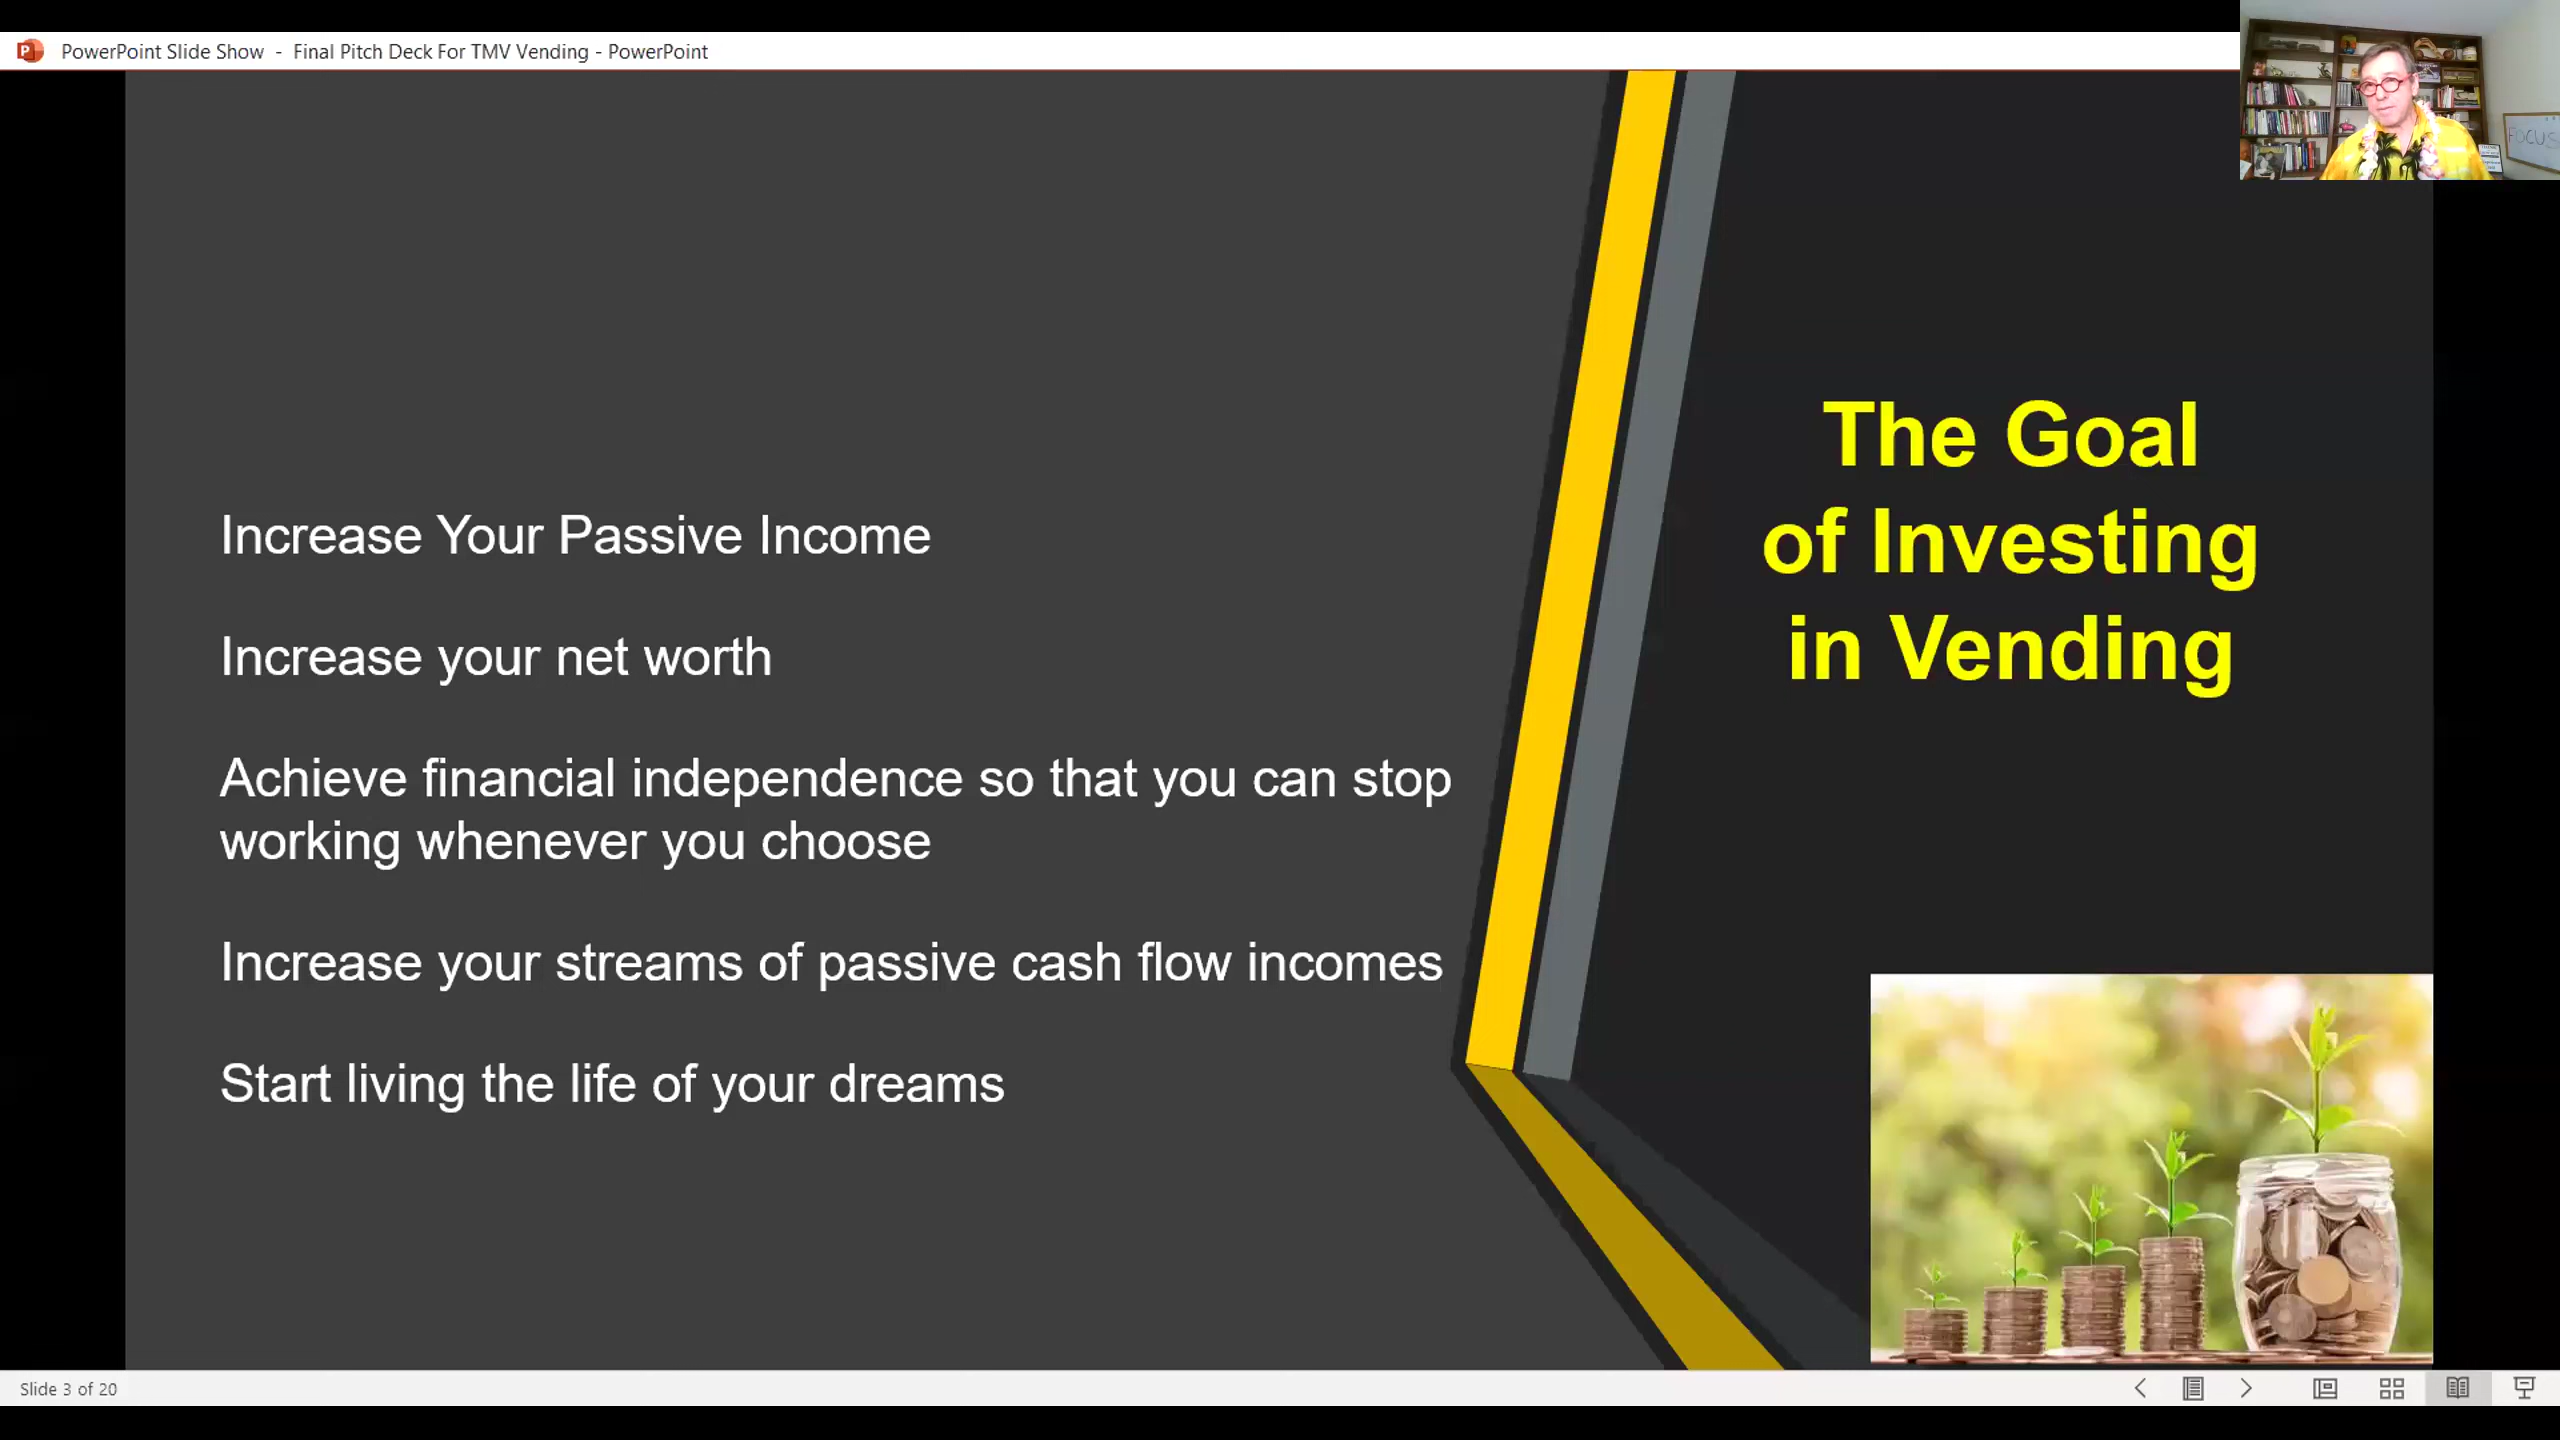 PowerPoint Slide Show - Final Pitch Deck For TMV Vending - PowerPoint
FOCUS
The Goal
of Investing
in Vending
Increase Your Passive Income
Increase your net worth
Achieve financial independence so that you can stop
working whenever you choose
Increase your streams of passive cash flow incomes
Start living the life of your dreams
Slide 3 of 20